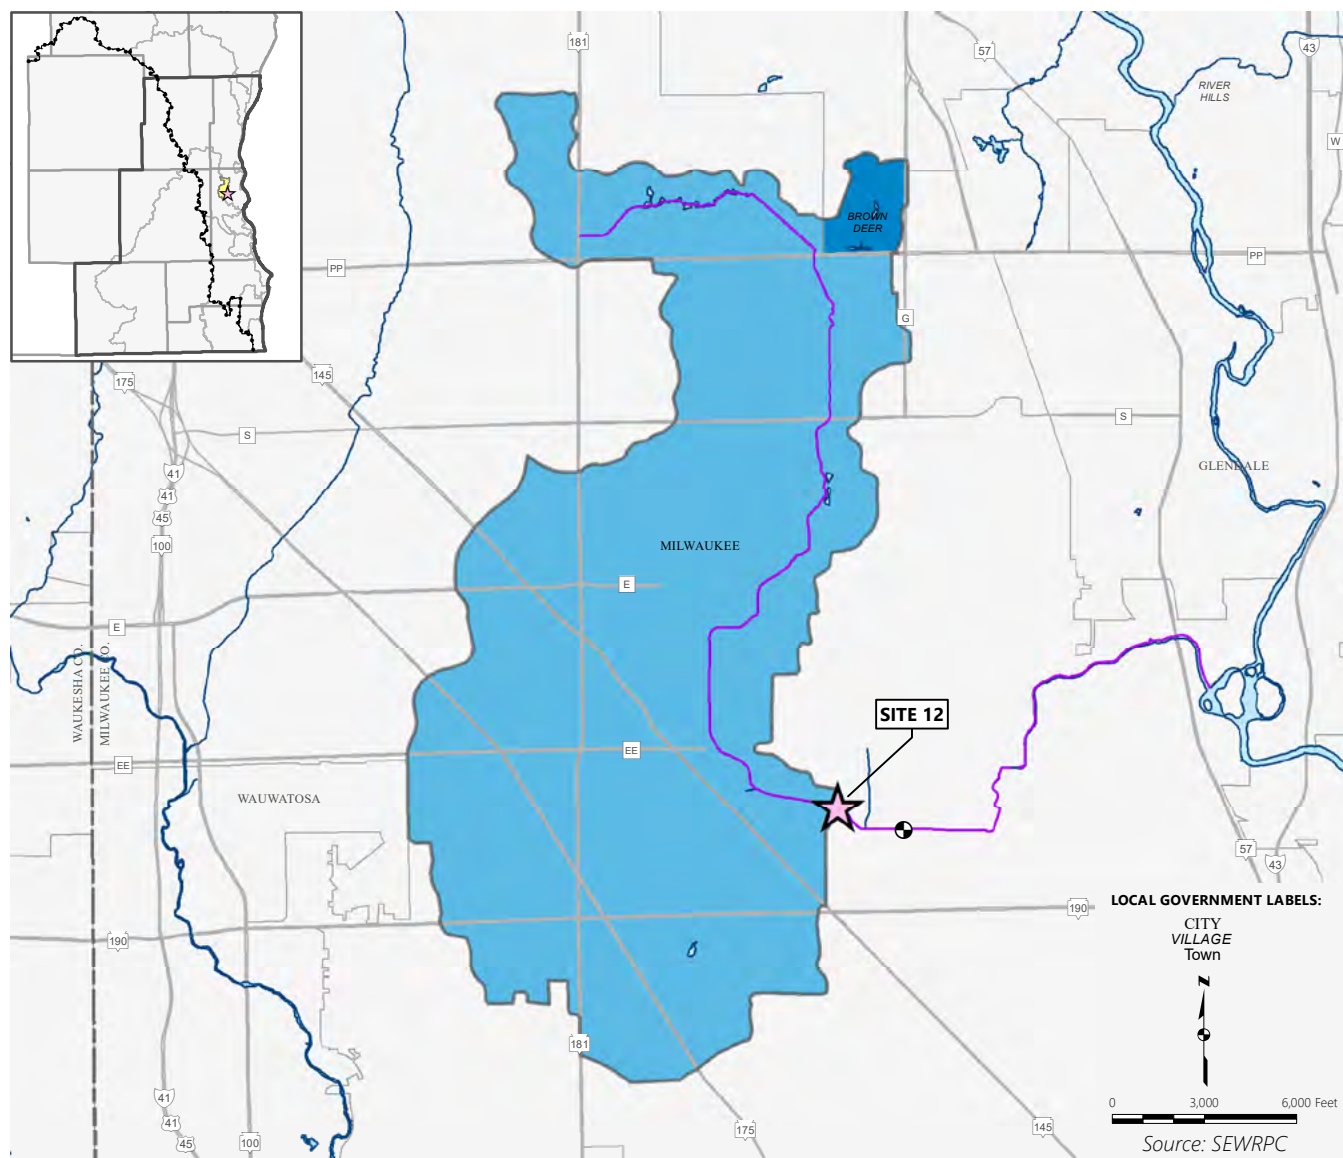 181
57
43
RIVER
HILLS
W
BROWN
DEER
PP
PP
G
175
145
S
S
41
41
45
100
GLENDALE
MILWAUKEE
E
E
WAUKESHA CO.
MILWAUKEE CO.
SITE 12
EE
EE
WAUWATOSA
57
43
190
190
LOCAL GOVERNMENT LABELS:
CITY
VILLAGE
Town
N
181
41
41
45
100
175
145
0 3,000 6,000 Feet
Source: SEWRPC